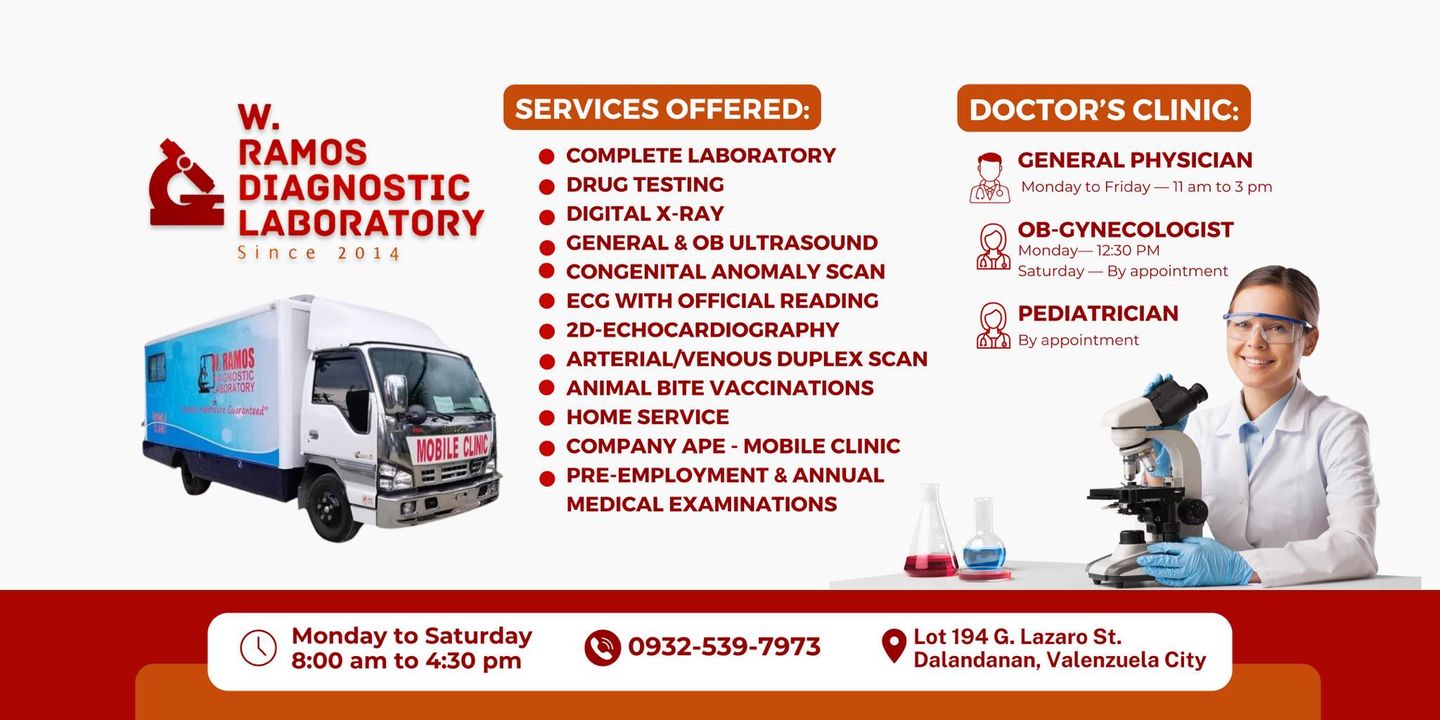 W.
RAMOS
DIAGNOSTIC
LABORATORY
Since 2014
W. RAMOS
DIAGNOSTIC
LABORATORY
MOBILE CLINIC
SERVICES OFFERED:
COMPLETE LABORATORY
DRUG TESTING
DIGITAL X-RAY
GENERAL & OB ULTRASOUND
CONGENITAL ANOMALY SCAN
ECG WITH OFFICIAL READING
2D-ECHOCARDIOGRAPHY
ARTERIAL/VENOUS DUPLEX SCAN
ANIMAL BITE VACCINATIONS
HOME SERVICE
COMPANY APE - MOBILE CLINIC
PRE-EMPLOYMENT & ANNUAL
MEDICAL EXAMINATIONS
DOCTOR’S CLINIC:
GENERAL PHYSICIAN
Monday to Friday — 11 am to 3 pm
OB-GYNECOLOGIST
Monday— 12:30 PM
Saturday — By appointment
PEDIATRICIAN
By appointment
Monday to Saturday
8:00 am to 4:30 pm
0932-539-7973
Lot 194 G. Lazaro St.
Dalandanan, Valenzuela City